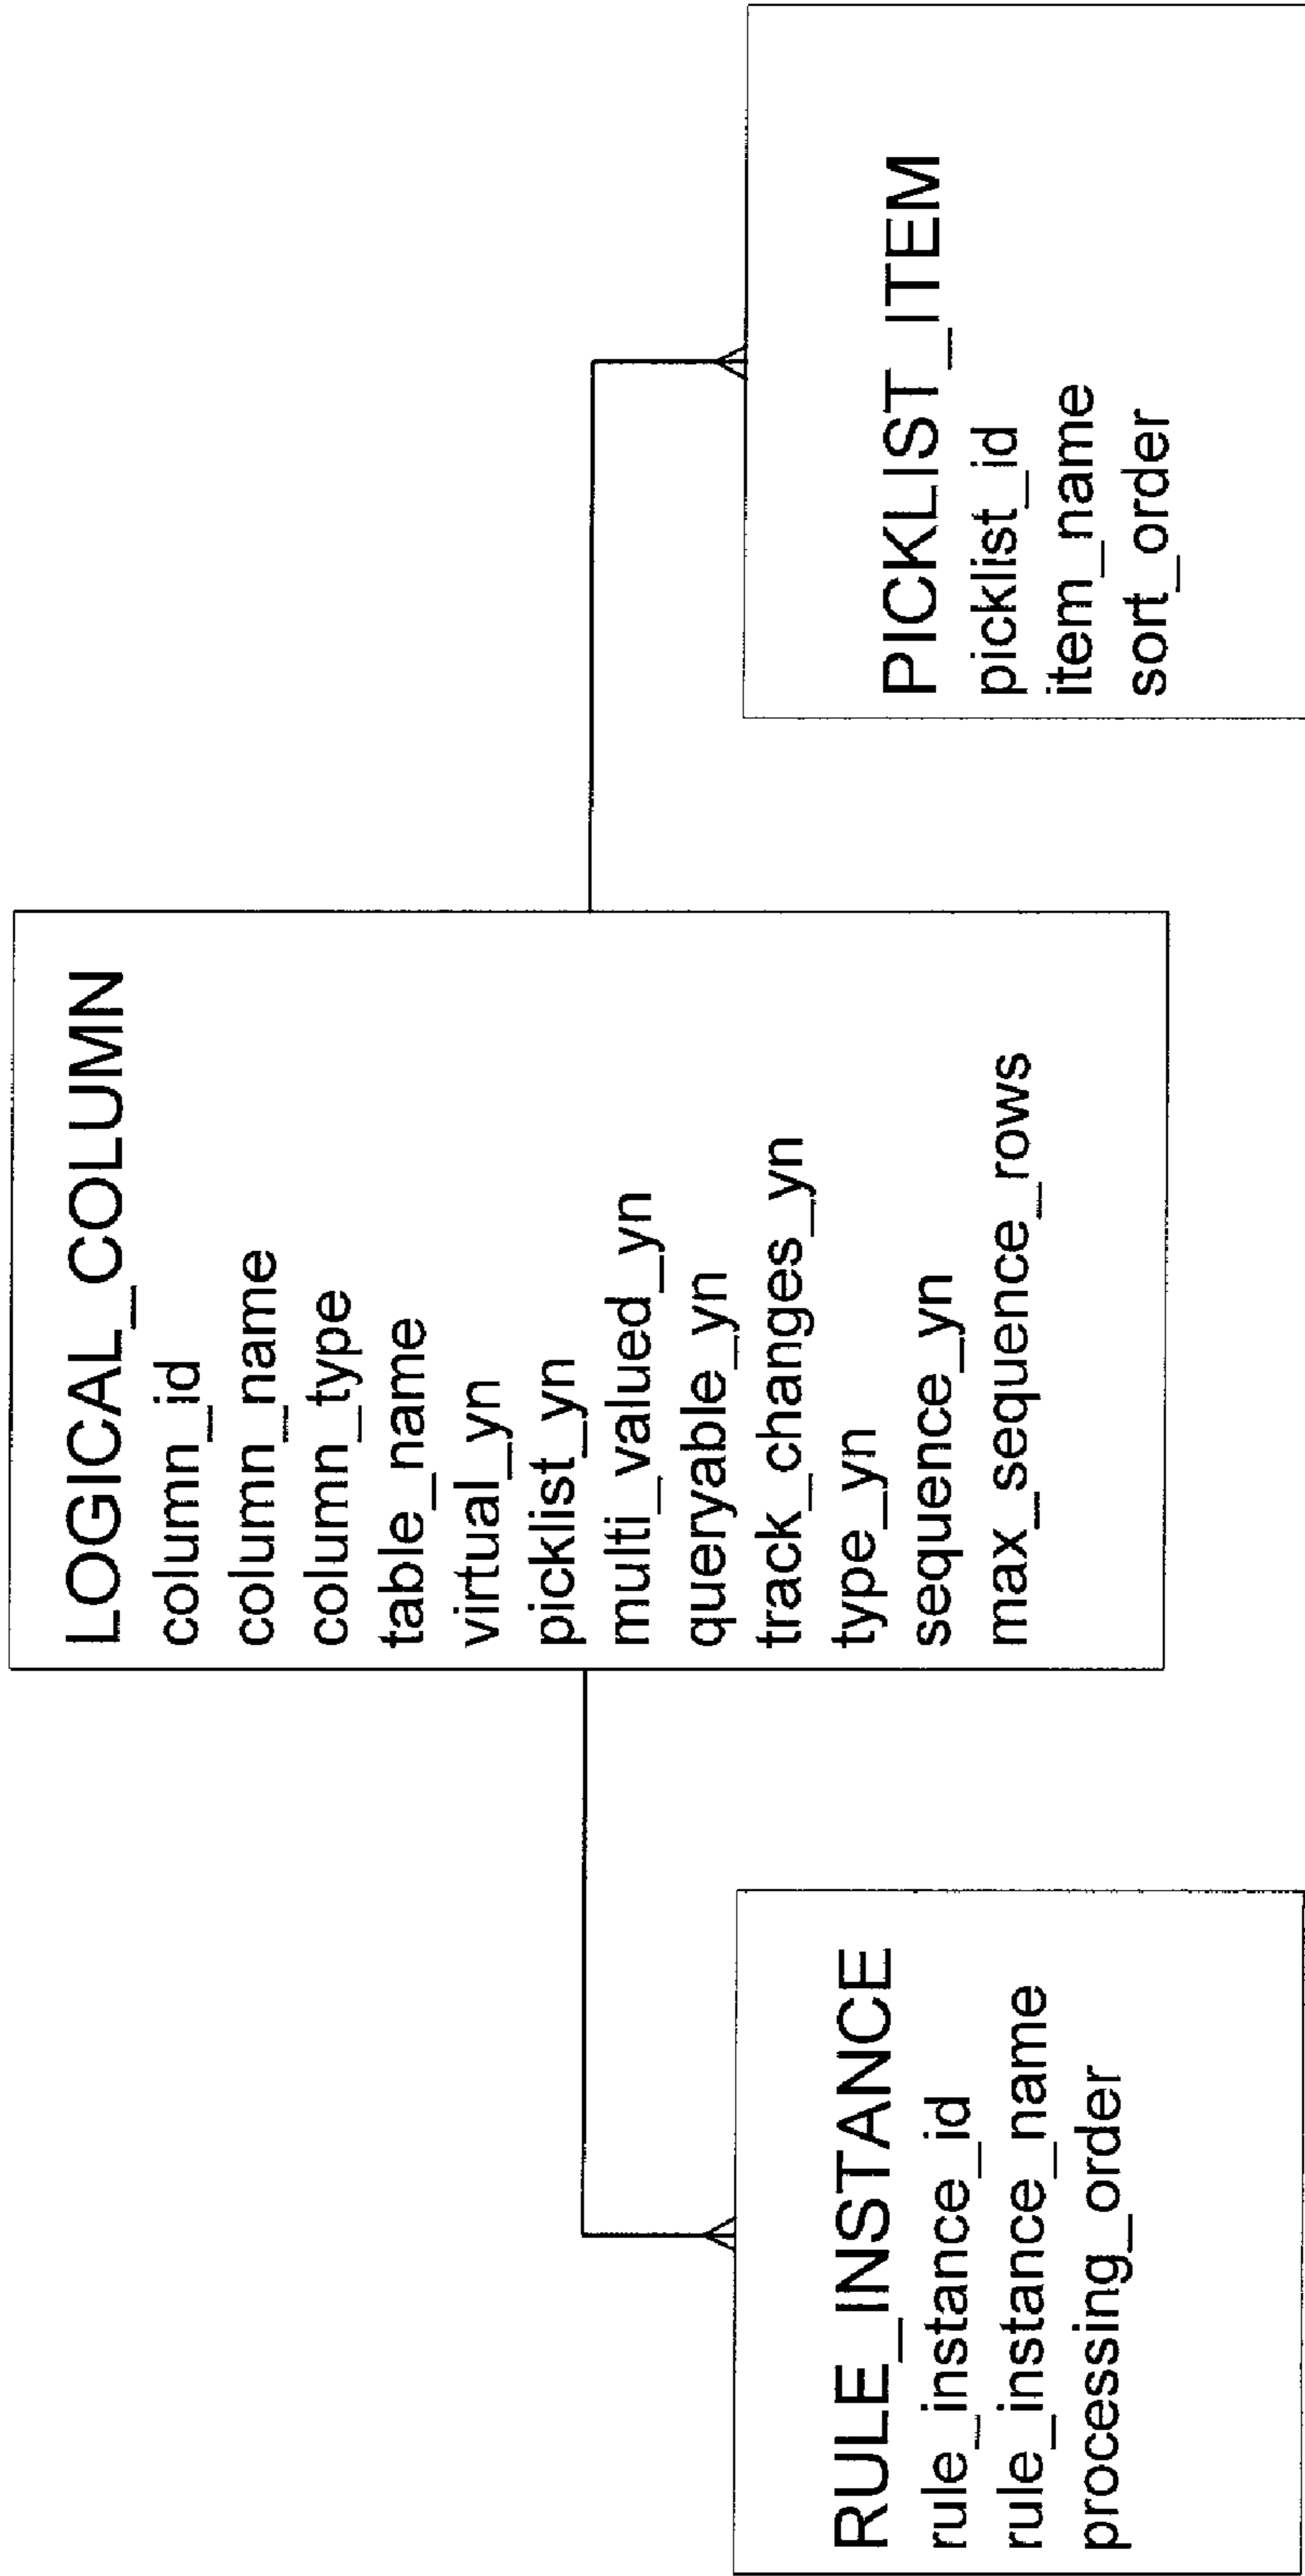 LOGICAL_COLUMN
column_id
column_name
column_type
table_name
virtual_yn
picklist_yn
multi_valued_yn
queryable_yn
track_changes_yn
type_yn
sequence_yn
max_sequence_rows
RULE_INSTANCE
rule_instance_id
rule_instance_name
processing_order
PICKLIST_ITEM
picklist_id
item_name
sort_order